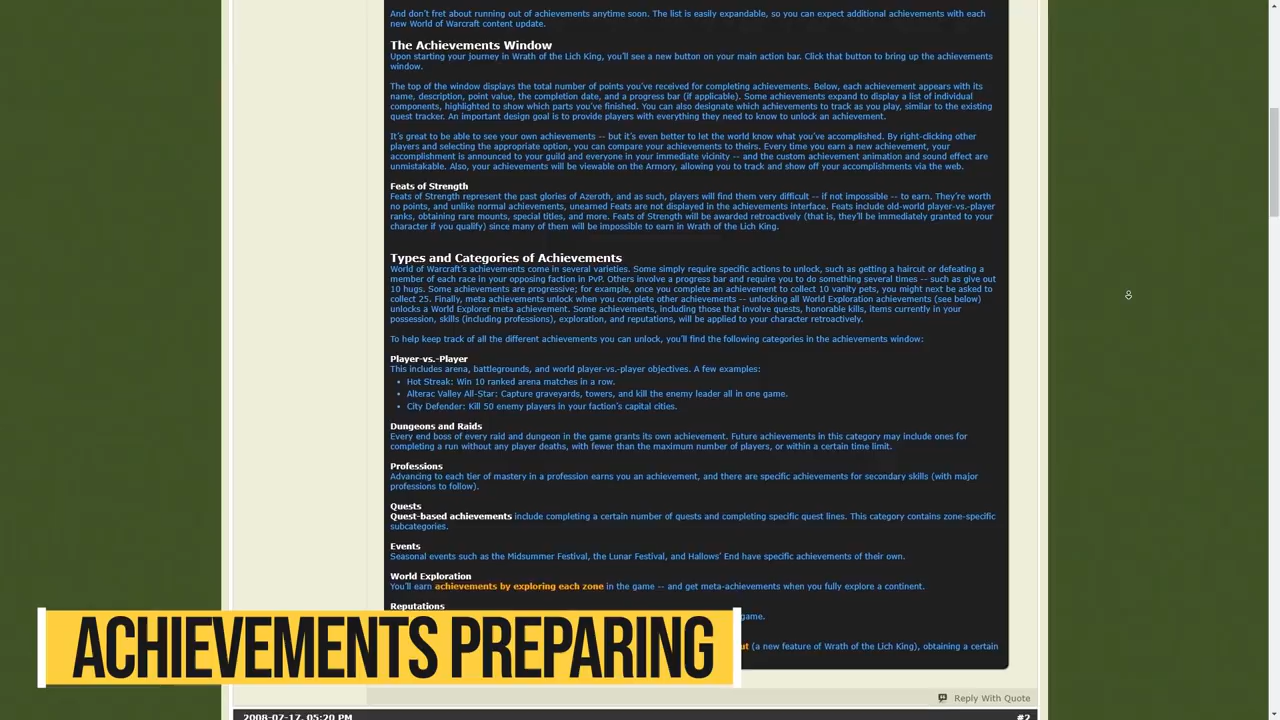 And don't fret about running out of achievements anytime soon. The list is easily expandable, so you can expect additional achievements with each
new World of Warcraft content update.
The Achievements Window
Upon starting your journey in Wrath of the Lich King, you'll see a new button on your main action bar. Click that button to bring up the achievements
window.
The top of the window displays the total number of points you've received for completing achievements. Below, each achievement appears with its
name, description, point value, the completion date, and a progress bar (if applicable). Some achievements expand to display a list of individual
components, highlighted to show which parts you've finished. You can also designate which achievements to track as you play, similar to the existing
quest tracker. An important design goal is to provide players with everything they need to know to unlock an achievement.
It's great to be able to see your own achievements -- but it's even better to let the world know what you've accomplished. By right-clicking other
players and selecting the appropriate option, you can compare your achievements to theirs. Every time you earn a new achievement, your
accomplishment is announced to your guild and everyone in your immediate vicinity -- and the custom achievement animation and sound effect are
unmistakable. Also, your achievements will be viewable on the Armory, allowing you to track and show off your accomplishments via the web.
Feats of Strength
Feats of Strength represent the past glories of Azeroth, and as such, players will find them very difficult -- if not impossible -- to earn. They're worth
no points, and unlike normal achievements, unearned Feats are not displayed in the achievements interface. Feats include old-world player-vs.-player
ranks, obtaining rare mounts, special titles, and more. Feats of Strength will be awarded retroactively (that is, they'll be immediately granted to your
character if you qualify) since many of them will be impossible to earn in Wrath of the Lich King.
Types and Categories of Achievements
World of Warcraft's achievements come in several varieties. Some simply require specific actions to unlock, such as getting a haircut or defeating a
member of each race in your opposing faction in PvP. Others involve a progress bar and require you to do something several times -- such as give out
10 hugs. Some achievements are progressive; for example, once you complete an achievement to collect 10 vanity pets, you might next be asked to
collect 25. Finally, meta achievements unlock when you complete other achievements -- unlocking all World Exploration achievements (see below)
unlocks a World Explorer meta achievement. Some achievements, including those that involve quests, honorable kills, items currently in your
possession, skills (including professions), exploration, and reputations, will be applied to your character retroactively.
To help keep track of all the different achievements you can unlock, you'll find the following categories in the achievements window:
Player-vs.-Player
This includes arena, battlegrounds, and world player-vs.-player objectives. A few examples:
• Hot Streak: Win 10 ranked arena matches in a row.
• Alterac Valley All-Star: Capture graveyards, towers, and kill the enemy leader all in one game.
• City Defender: Kill 50 enemy players in your faction's capital cities.
Dungeons and Raids
Every end boss of every raid and dungeon in the game grants its own achievement. Future achievements in this category may include ones for
completing a run without any player deaths, with fewer than the maximum number of players, or within a certain time limit.
Professions
Advancing to each tier of mastery in a profession earns you an achievement, and there are specific achievements for secondary skills (with major
professions to follow).
Quests
Quest-based achievements include completing a certain number of quests and completing specific quest lines. This category contains zone-specific
subcategories.
Events
Seasonal events such as the Midsummer Festival, the Lunar Festival, and Hallows' End have specific achievements of their own.
World Exploration
You'll earn achievements by exploring each zone in the game -- and get meta-achievements when you fully explore a continent.
Reputations
game.
(a new feature of Wrath of the Lich King), obtaining a certain
ACHIEVEMENTS PREPARING
Reply With Quote
2008-07-17, 05:20 PM
#2